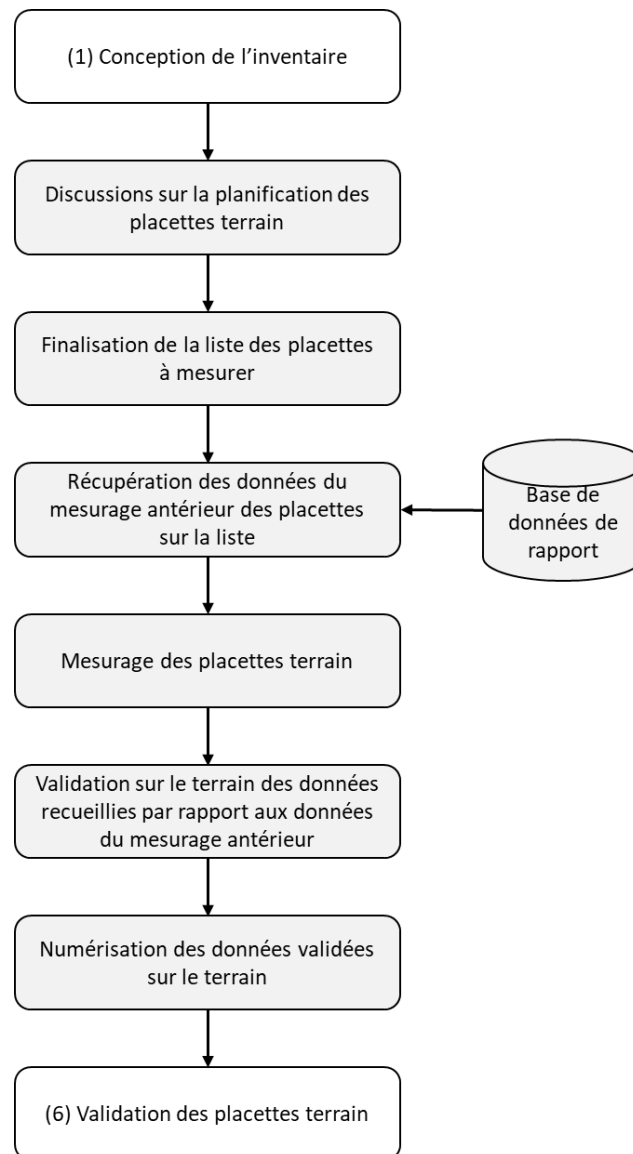 (1) Conception de l’inventaire
Discussions sur la planification des
placettes terrain
Finalisation de la liste des placettes
à mesurer
Récupération des données du
mesurage antérieur des placettes
sur la liste
Base de
données de
rapport
Mesurage des placettes terrain
Validation sur le terrain des données
recueillies par rapport aux données
du mesurage antérieur
Numérisation des données validées
sur le terrain
(6) Validation des placettes terrain